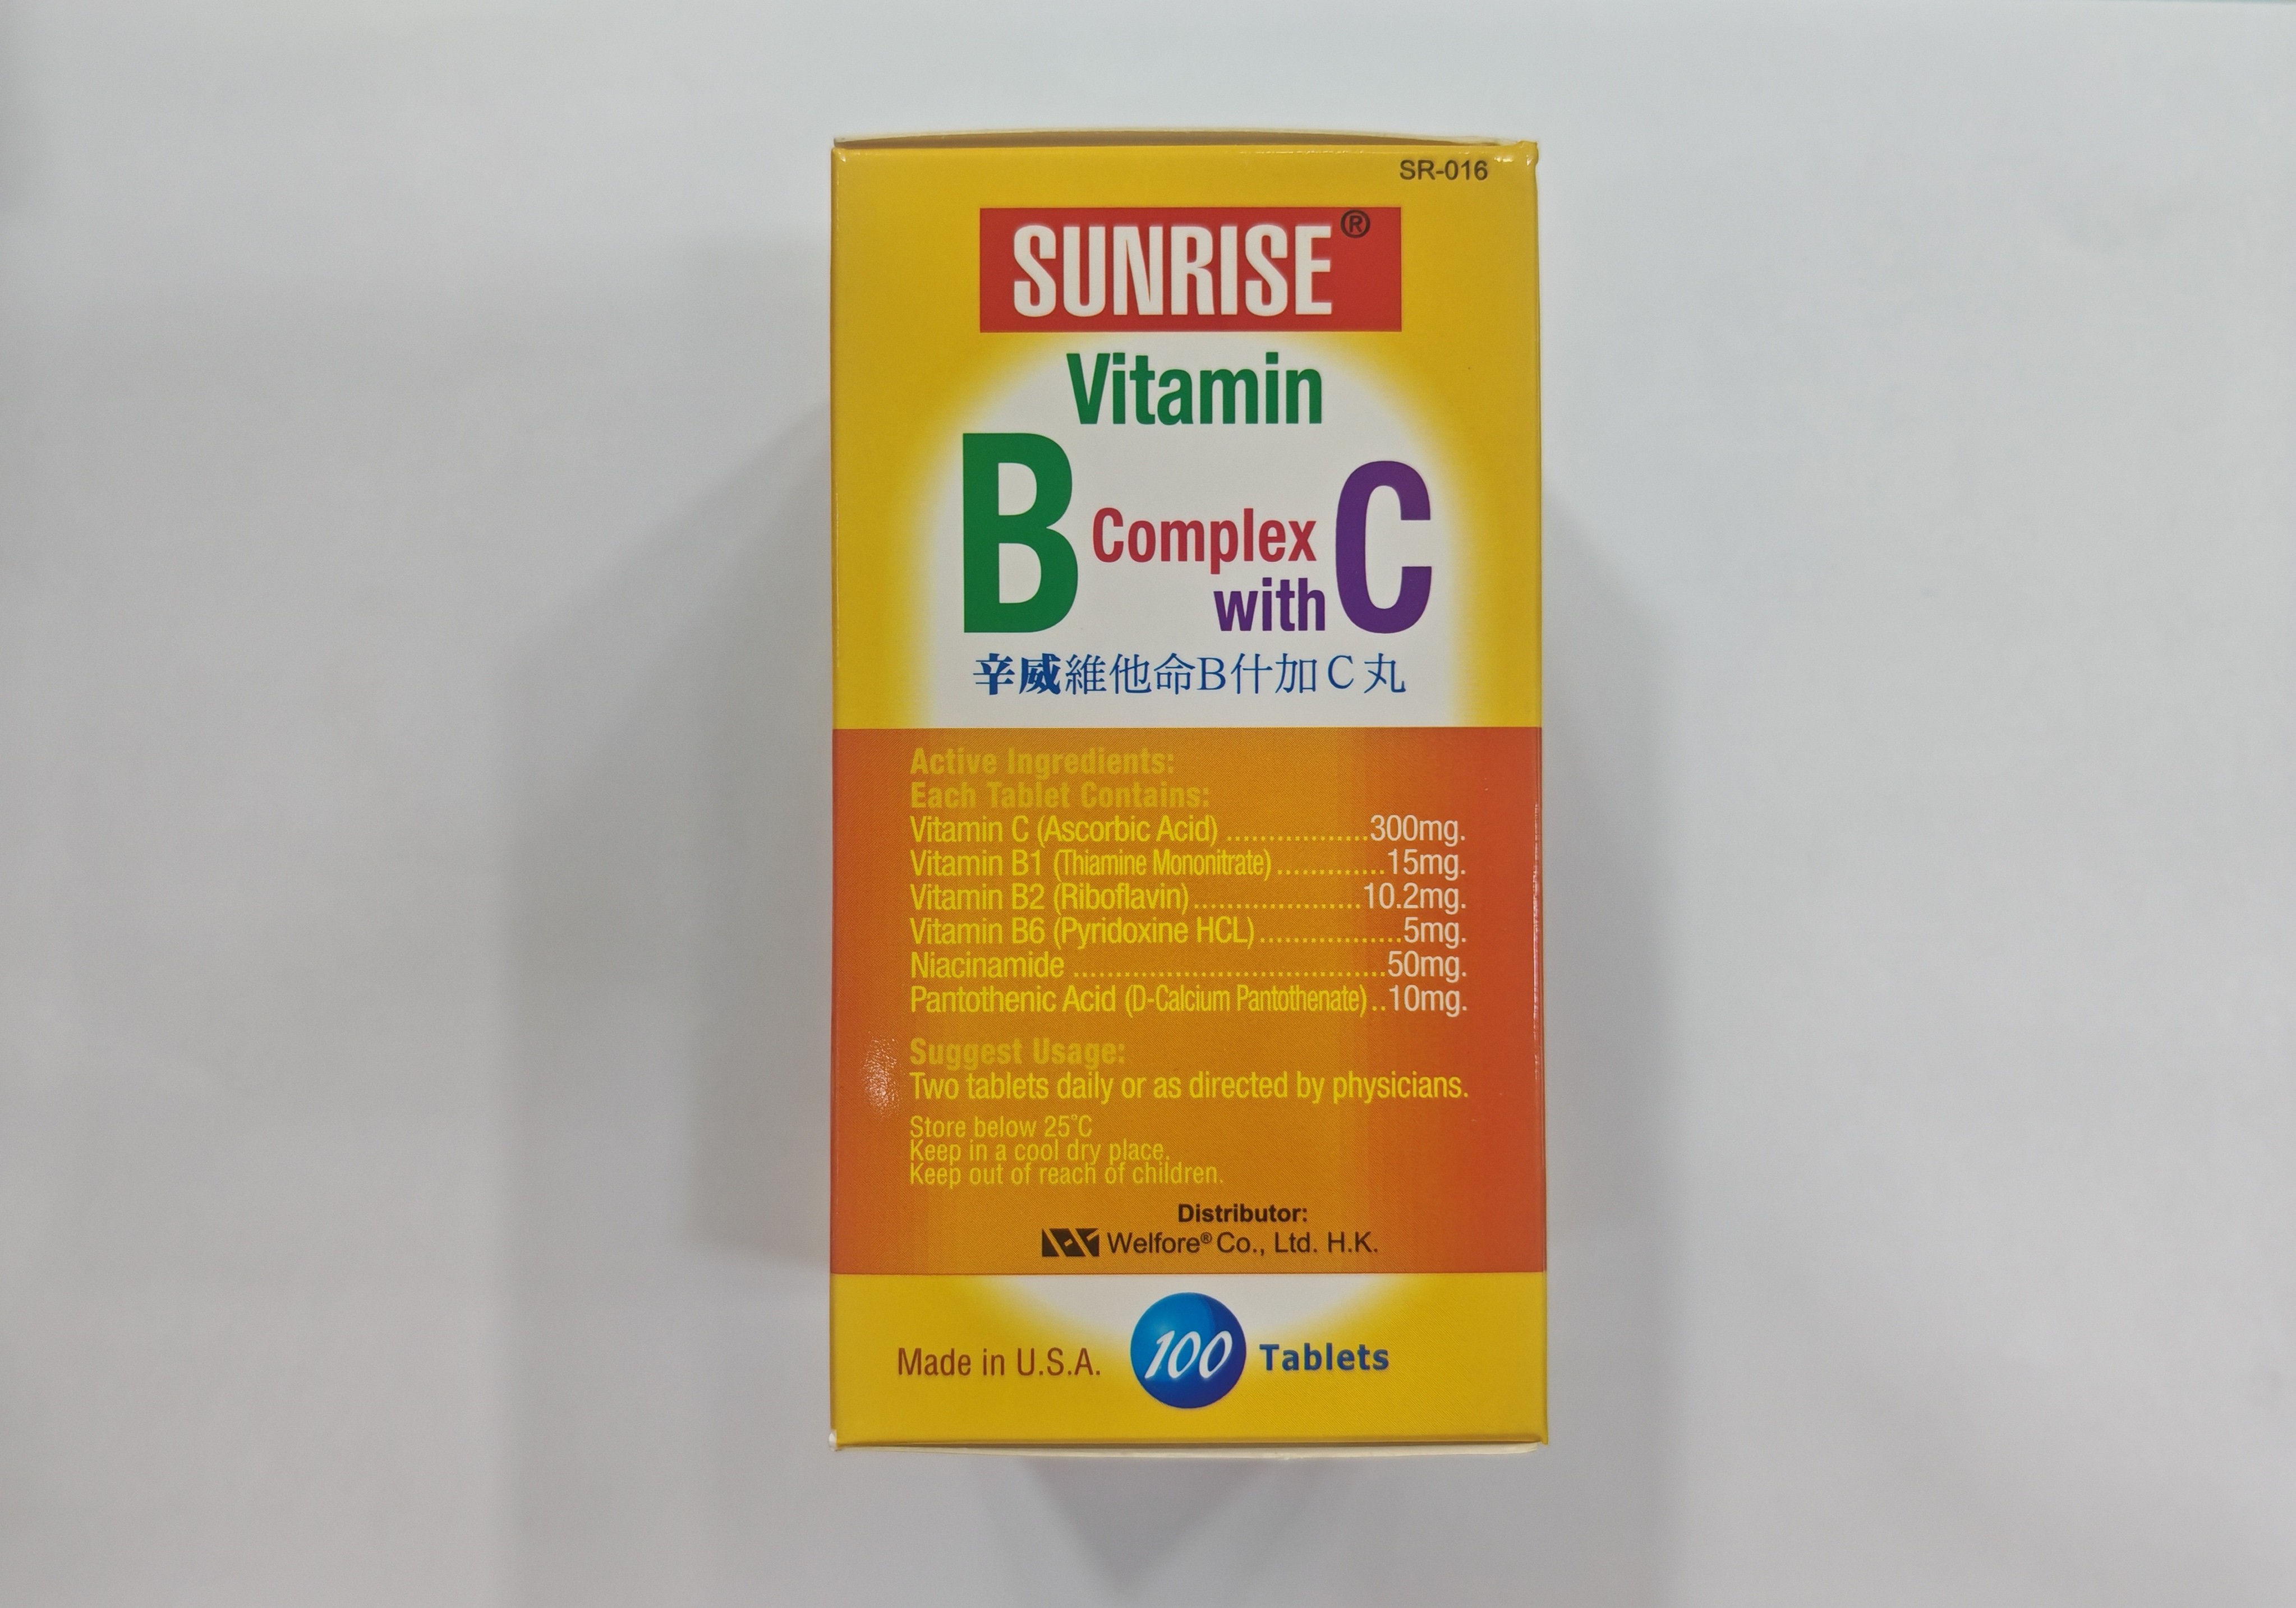 SR-016
SUNRISE®
Vitamin
B Complex with C
辛威維他命B什加C丸
Active Ingredients:
Each Tablet Contains:
Vitamin C (Ascorbic Acid) .................300mg.
Vitamin B1 (Thiamine Mononitrate).............15mg.
Vitamin B2 (Riboflavin)....................10.2mg.
Vitamin B6 (Pyridoxine HCL).................5mg.
Niacinamide ......................................50mg.
Pantothenic Acid (D-Calcium Pantothenate)..10mg.
Suggest Usage:
Two tablets daily or as directed by physicians.
Store below 25°C
Keep in a cool dry place.
Keep out of reach of children.
Distributor:
Welfore® Co., Ltd. H.K.
Made in U.S.A. 100 Tablets